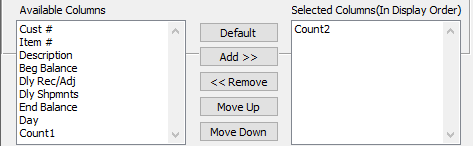 Available Columns
Selected Columns(In Display Order)
Cust #
Item #
Description
Beg Balance
Dly Rec/Adj
Dly Shpmnts
End Balance
Day
Count1
Default
Add >>
<< Remove
Move Up
Move Down
Count2